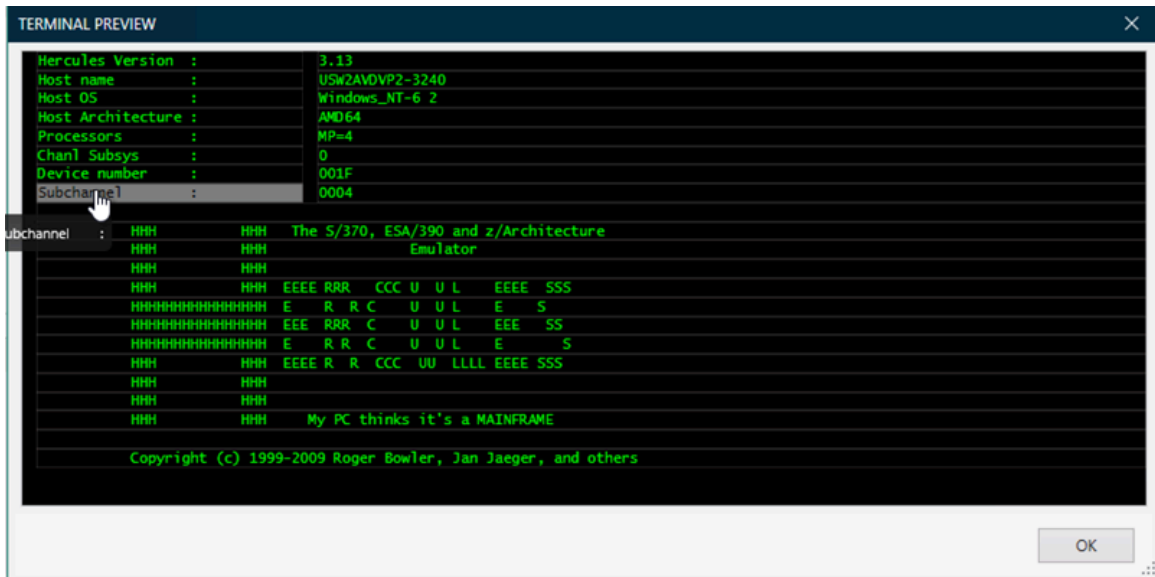 TERMINAL PREVIEW
Hercules Version : 3.13
Host name : USW2AVDVP2-3240
Host OS : Windows_NT-6 2
Host Architecture : AMD64
Processors : MP=4
Chanl Subsys : 0
Device number : 001F
Subchannel : 0004
ubchannel :
HHH HHH The S/370, ESA/390 and z/Architecture
HHH HHH Emulator
HHH HHH
HHH HHH EEEE RRR CCC U U L EEEE SSS
HHHHHHHHHHHHHHHHH E R R C U U L E S
HHHHHHHHHHHHHHHHH EEE RRR C U U L EEE SS
HHHHHHHHHHHHHHHHH E R R C U U L E S
HHH HHH EEEE R R CCC UU LLLL EEEE SSS
HHH HHH
HHH HHH
HHH HHH My PC thinks it's a MAINFRAME
Copyright (c) 1999-2009 Roger Bowler, Jan Jaeger, and others
OK